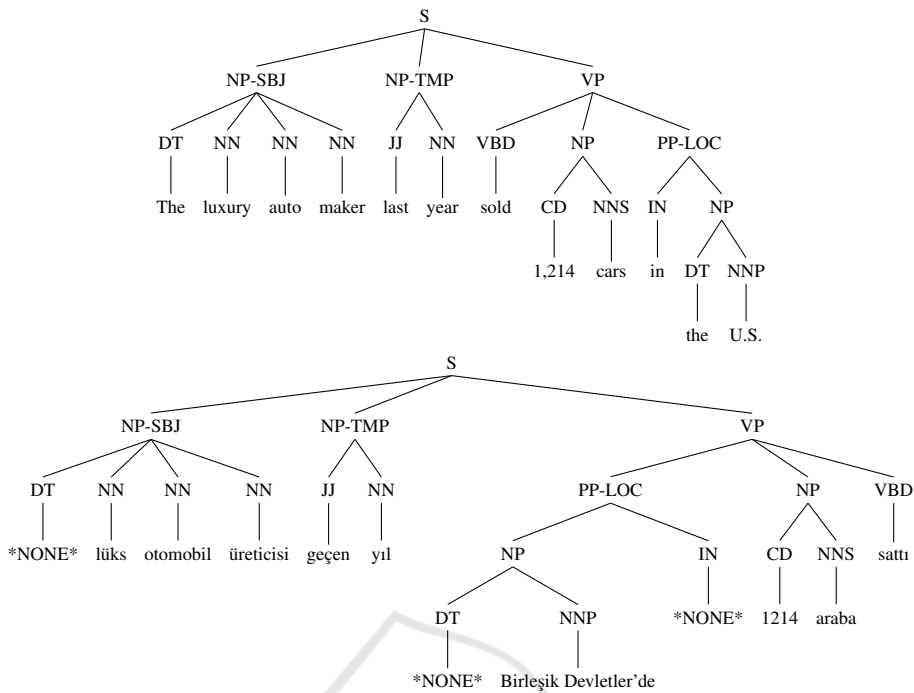 S
NP-SBJ NP-TMP VP
DT NN NN NN JJ NN VBD NP PP-LOC
The luxury auto maker last year sold CD NNS IN NP
1,214 cars in DT NNP
the U.S.
S
NP-SBJ NP-TMP VP
DT NN NN NN JJ NN PP-LOC NP VBD
*NONE* lüks otomobil üreticisi geçen yıl NP IN CD NNS sattı
DT NNP *NONE* 1214 araba
*NONE* Birleşik Devletler’de